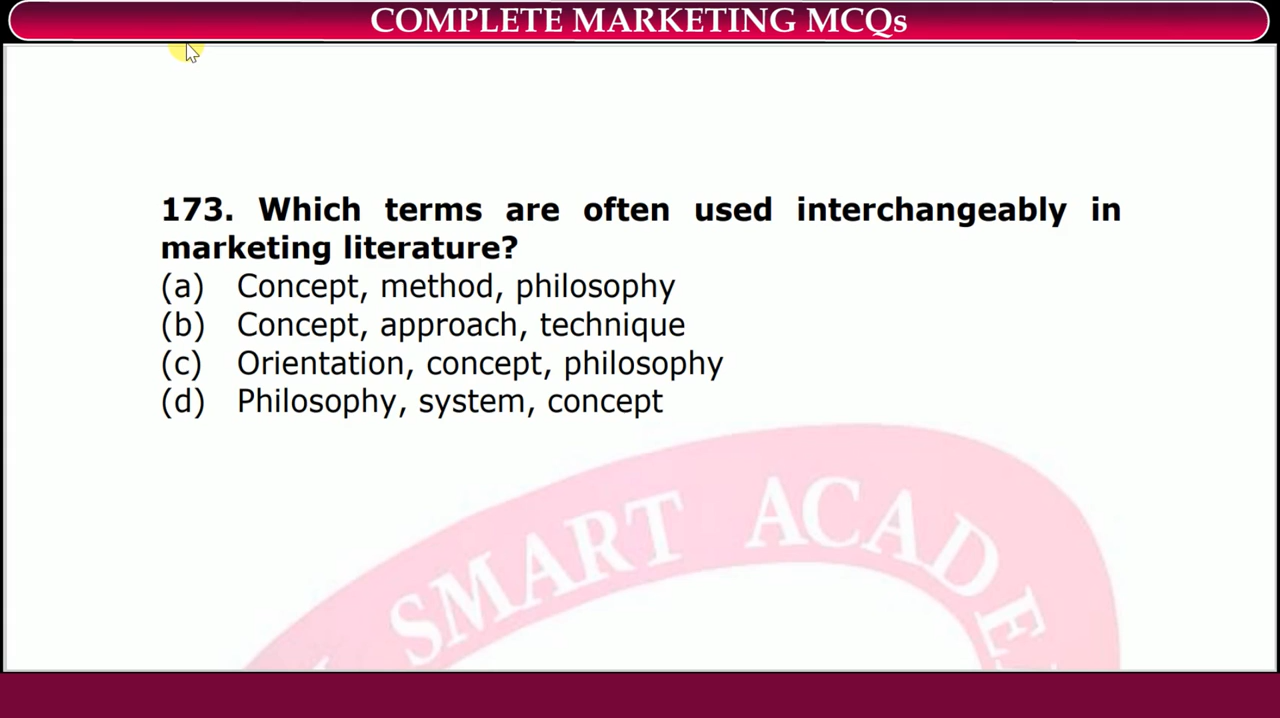 COMPLETE MARKETING MCQs
173. Which terms are often used interchangeably in
marketing literature?
(a) Concept, method, philosophy
(b) Concept, approach, technique
(c) Orientation, concept, philosophy
(d) Philosophy, system, concept
SMART ACADE